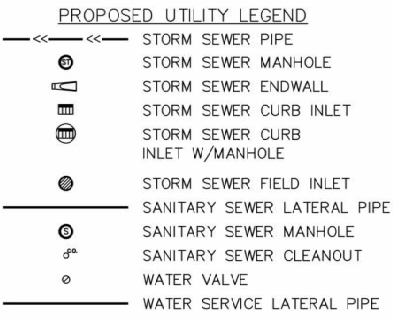 PROPOSED UTILITY LEGEND
<< << STORM SEWER PIPE
ST STORM SEWER MANHOLE
STORM SEWER ENDWALL
STORM SEWER CURB INLET
STORM SEWER CURB
INLET W/MANHOLE
STORM SEWER FIELD INLET
SANITARY SEWER LATERAL PIPE
S SANITARY SEWER MANHOLE
co. SANITARY SEWER CLEANOUT
WATER VALVE
WATER SERVICE LATERAL PIPE